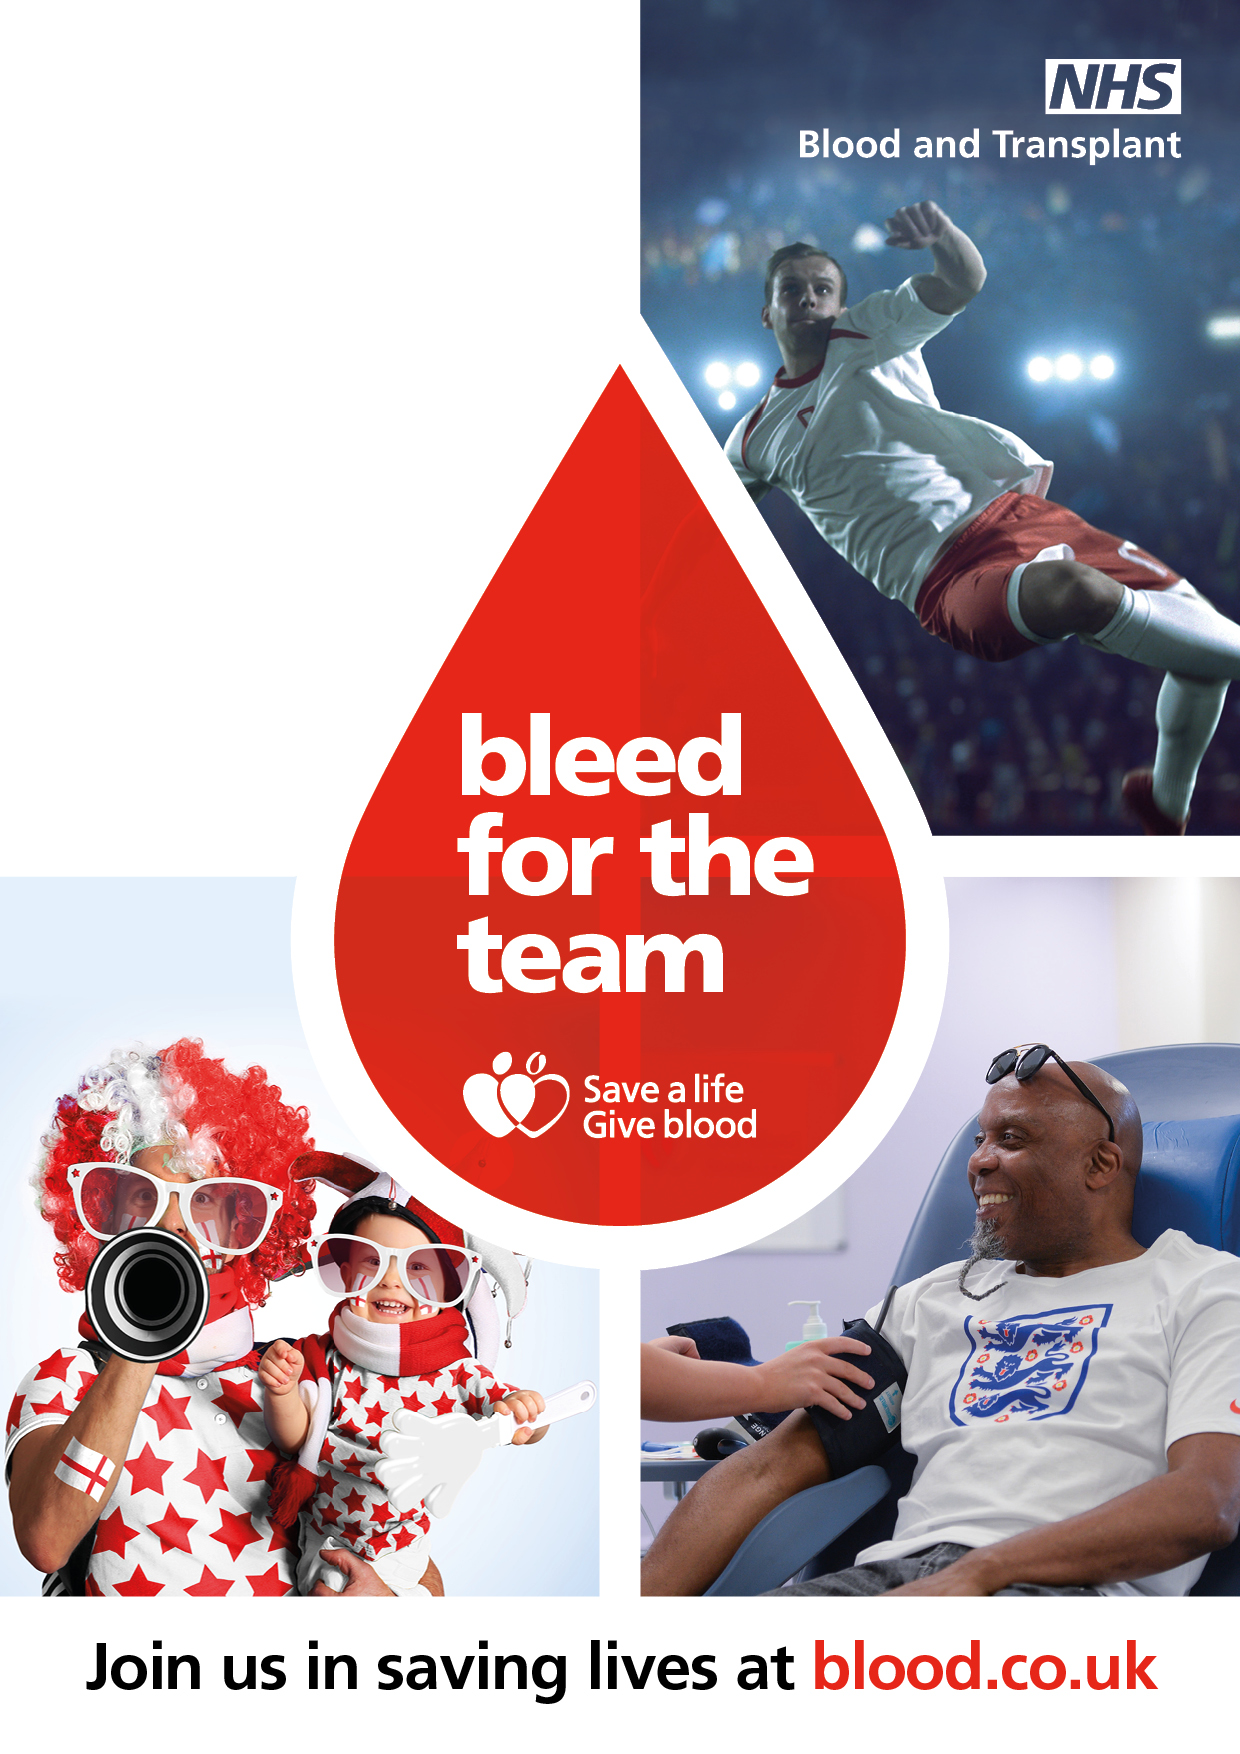 NHS
Blood and Transplant
bleed
for the
team
Save a life
Give blood
Join us in saving lives at blood.co.uk